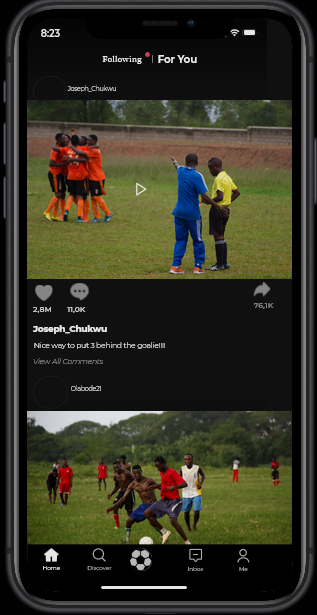 8:23
Following | For You
Joseph_Chukwu
2,8M 11,0K 76,1K
Joseph_Chukwu
Nice way to put 3 behind the goalie!!!
View All Comments
Olabode21
Home Discover Inbox Me